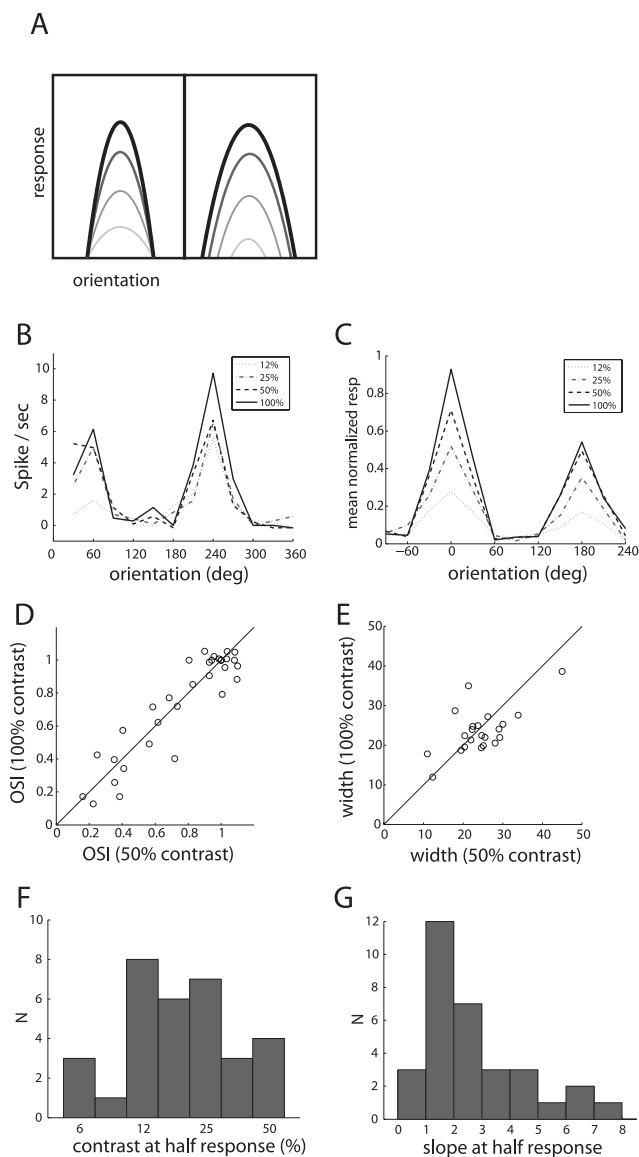 A
response
orientation
B
Spike / sec
10
8
6
4
2
0
12%
25%
50%
100%
60 120 180 240 300 360
orientation (deg)
C
mean normalized resp
1
0.8
0.6
0.4
0.2
0
12%
25%
50%
100%
−60 0 60 120 180 240
orientation (deg)
D
OSI (100% contrast)
1
0.8
0.6
0.4
0.2
0
0 0.2 0.4 0.6 0.8 1
OSI (50% contrast)
E
width (100% contrast)
50
40
30
20
10
0
0 10 20 30 40 50
width (50% contrast)
F
N
10
8
6
4
2
0
6 12 25 50
contrast at half response (%)
G
N
12
10
8
6
4
2
0
0 1 2 3 4 5 6 7 8
slope at half response